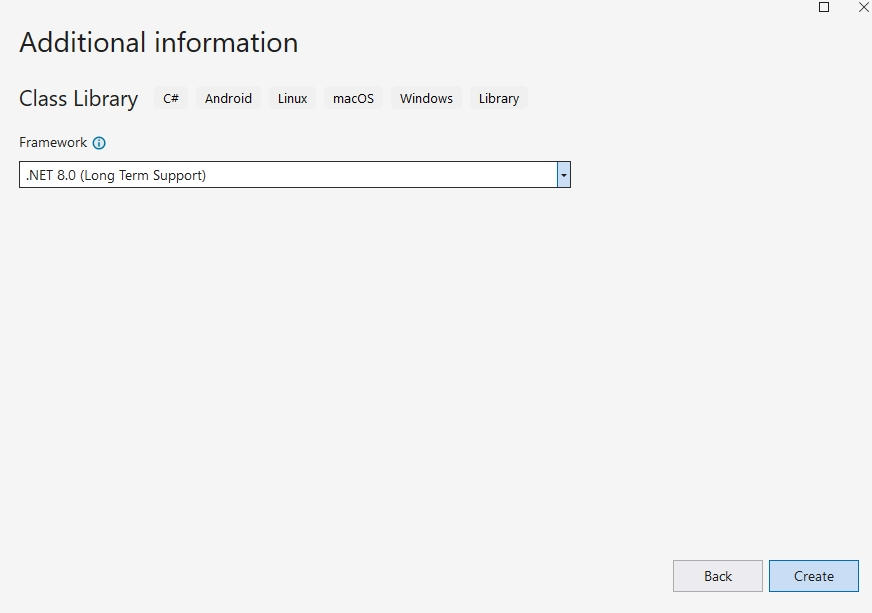 Additional information
Class Library C# Android Linux macOS Windows Library
Framework
.NET 8.0 (Long Term Support)
Back Create